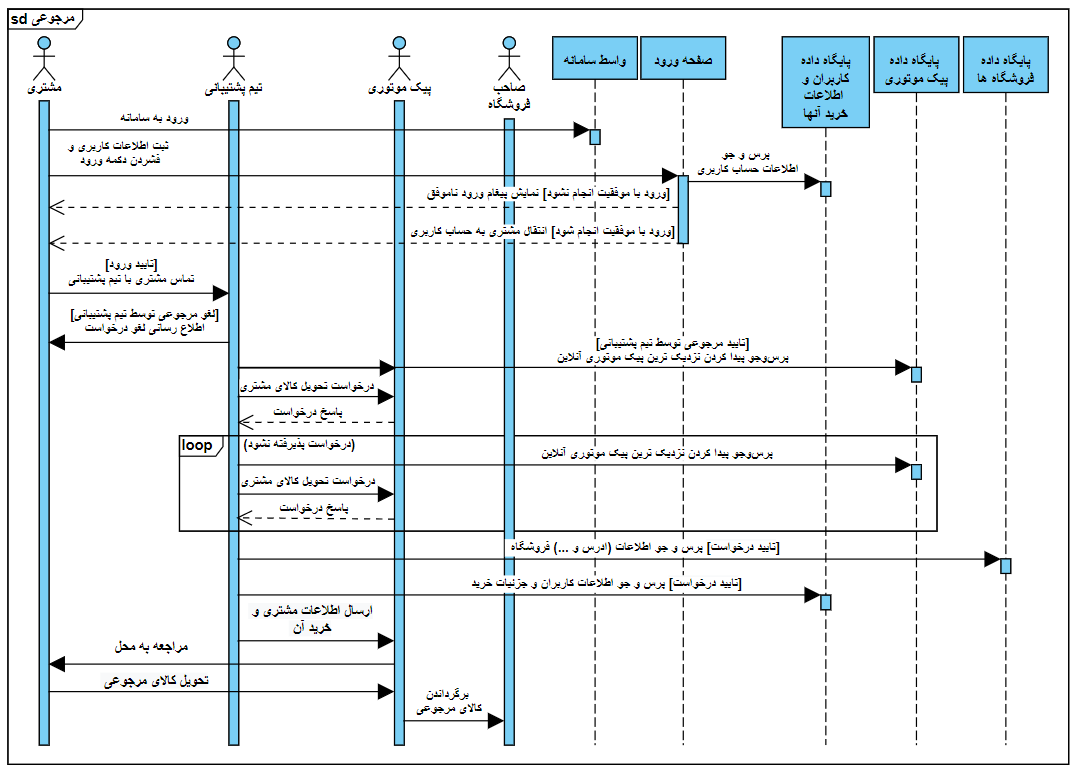 sd مرجوعی
مشتری
تیم پشتیبانی
پیک موتوری
صاحب
فروشگاه
واسط سامانه
صفحه ورود
پایگاه داده
کاربران و
اطلاعات
خرید آنها
پایگاه داده
پیک موتوری
پایگاه داده
فروشگاه ها
ورود به سامانه
ثبت اطلاعات کاربری و
فشردن دکمه ورود
پرس و جو
اطلاعات حساب کاربری
[ورود با موفقیت انجام نشود] نمایش پیغام ورود ناموفق
[ورود با موفقیت انجام شود] انتقال مشتری به حساب کاربری
[تایید ورود]
تماس مشتری با تیم پشتیبانی
[لغو مرجوعی توسط تیم پشتیبانی]
اطلاع رسانی لغو درخواست
[تایید مرجوعی توسط تیم پشتیبانی]
پرس‌وجو پیدا کردن نزدیک ترین پیک موتوری آنلاین
درخواست تحویل کالای مشتری
پاسخ درخواست
loop
(درخواست پذیرفته نشود)
پرس‌وجو پیدا کردن نزدیک ترین پیک موتوری آنلاین
درخواست تحویل کالای مشتری
پاسخ درخواست
[تایید درخواست] پرس و جو اطلاعات (ادرس و ...) فروشگاه
[تایید درخواست] پرس و جو اطلاعات کاربران و جزئیات خرید
ارسال اطلاعات مشتری و
خرید آن
مراجعه به محل
تحویل کالای مرجوعی
برگرداندن
کالای مرجوعی